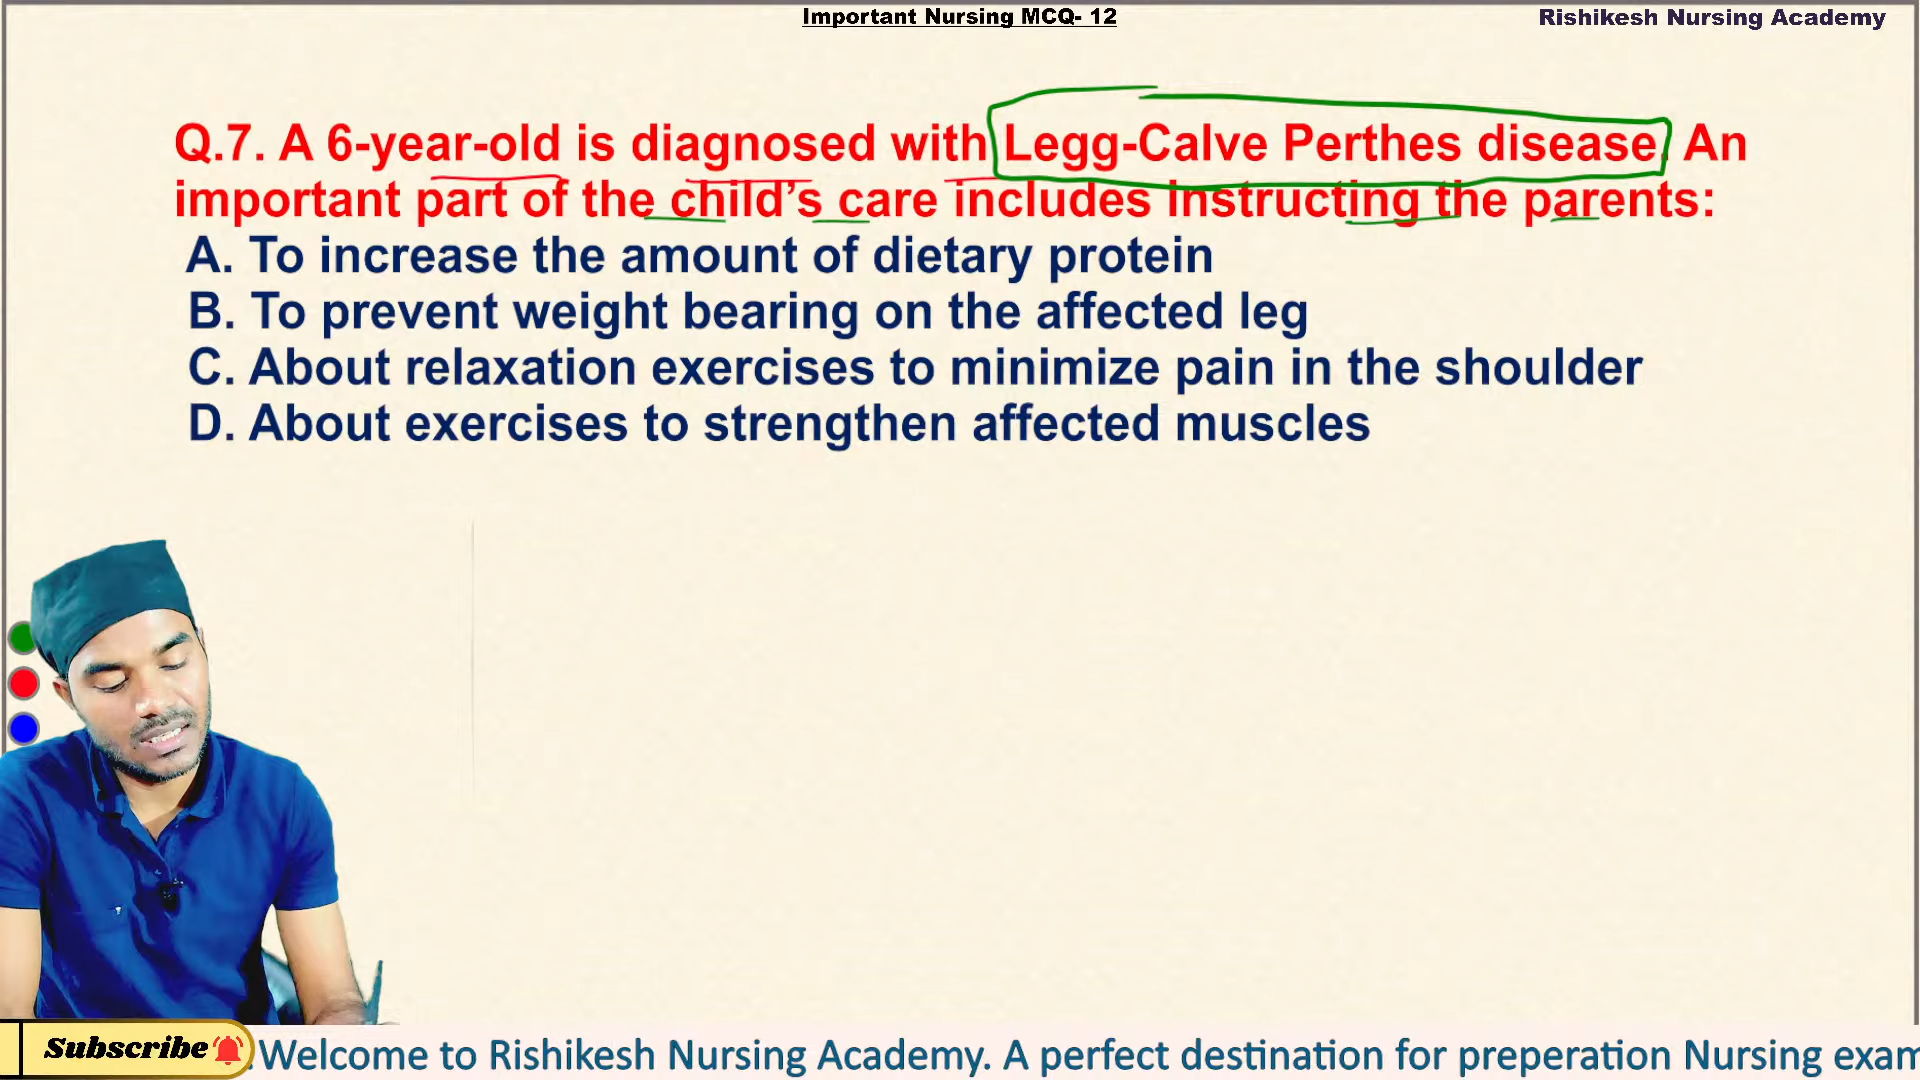 Important Nursing MCQ- 12
Rishikesh Nursing Academy
Q.7. A 6-year-old is diagnosed with Legg-Calve Perthes disease. An
important part of the child's care includes instructing the parents:
A. To increase the amount of dietary protein
B. To prevent weight bearing on the affected leg
C. About relaxation exercises to minimize pain in the shoulder
D. About exercises to strengthen affected muscles
Subscribe
Welcome to Rishikesh Nursing Academy. A perfect destination for preperation Nursing exam